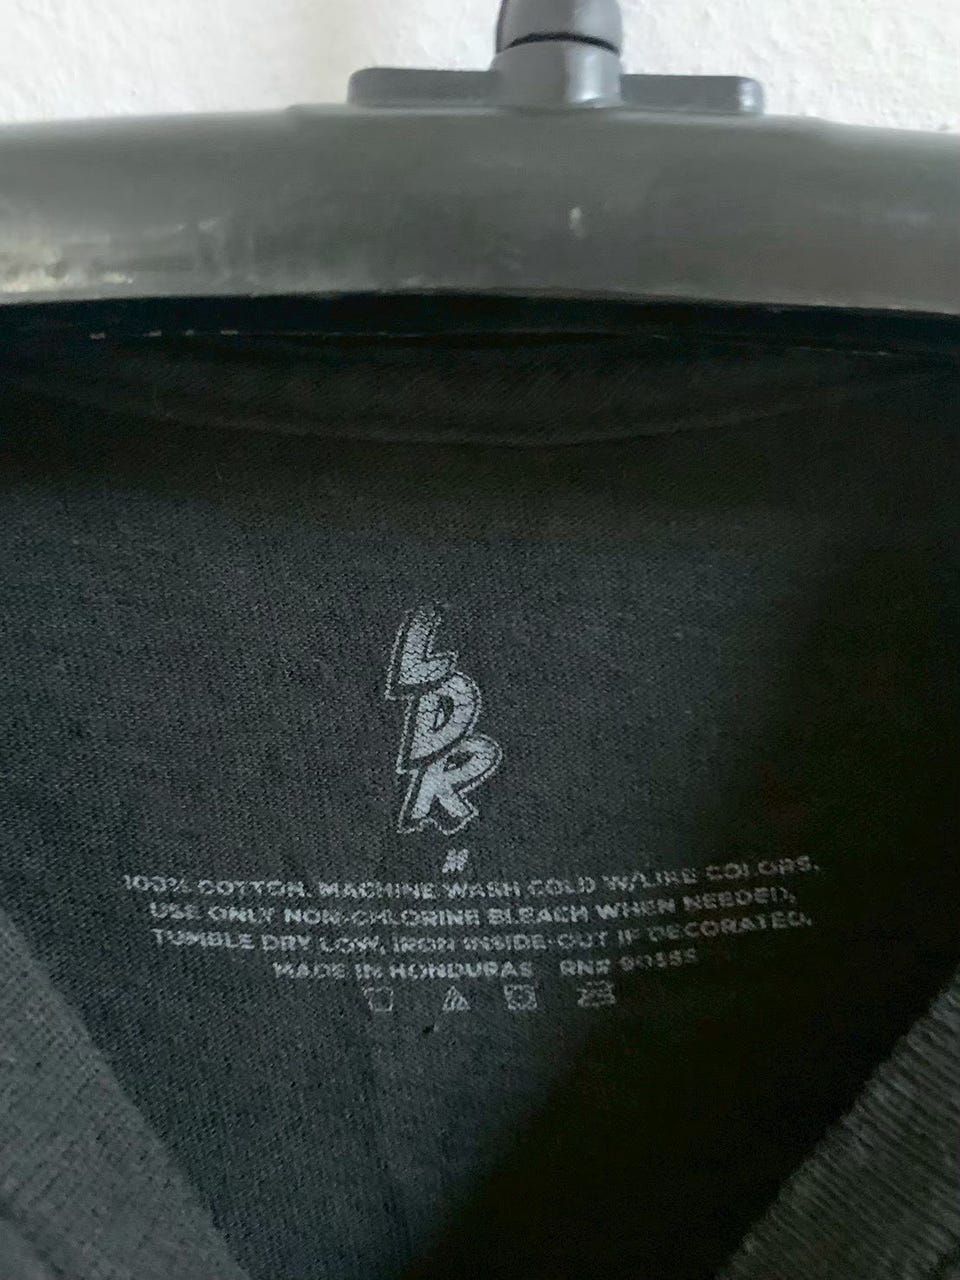 L
D
R
M
100% COTTON. MACHINE WASH COLD W/LIKE COLORS,
USE ONLY NON-CHLORINE BLEACH WHEN NEEDED,
TUMBLE DRY LOW, IRON INSIDE-OUT IF DECORATED.
MADE IN HONDURAS RN#